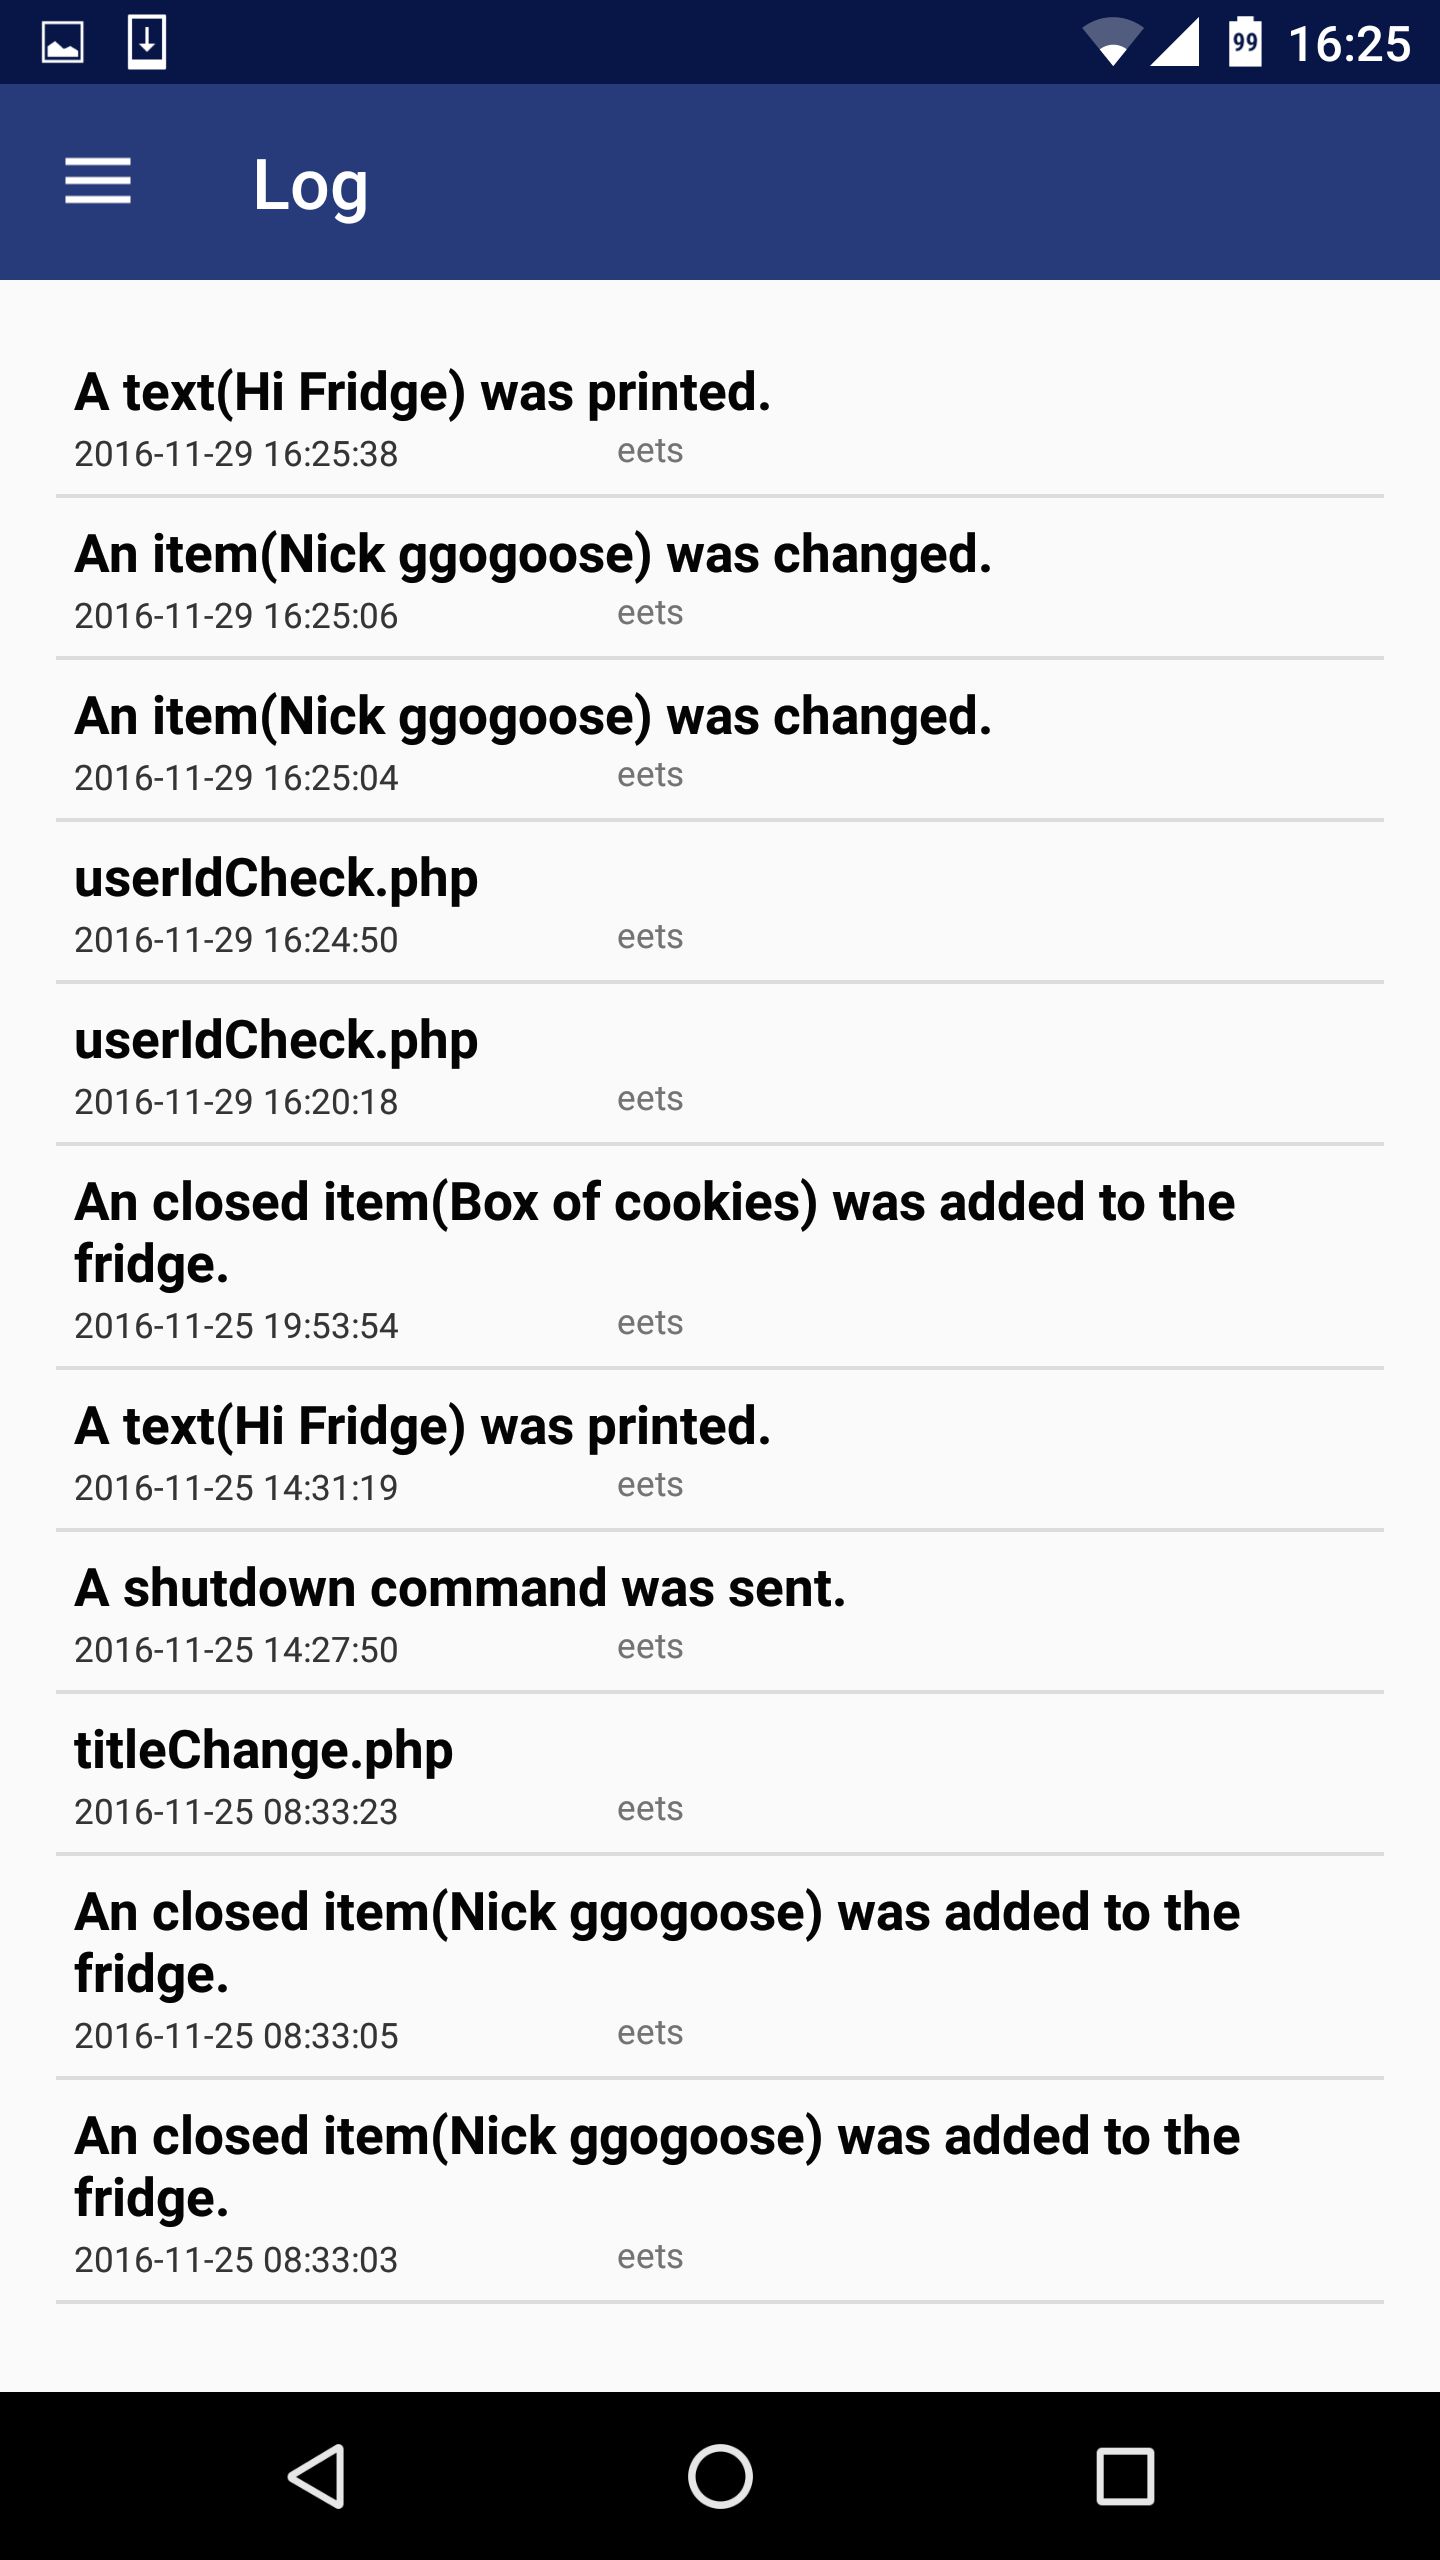 99 16:25
Log
A text(Hi Fridge) was printed.
2016-11-29 16:25:38 eets
An item(Nick ggogoose) was changed.
2016-11-29 16:25:06 eets
An item(Nick ggogoose) was changed.
2016-11-29 16:25:04 eets
userIdCheck.php
2016-11-29 16:24:50 eets
userIdCheck.php
2016-11-29 16:20:18 eets
An closed item(Box of cookies) was added to the
fridge.
2016-11-25 19:53:54 eets
A text(Hi Fridge) was printed.
2016-11-25 14:31:19 eets
A shutdown command was sent.
2016-11-25 14:27:50 eets
titleChange.php
2016-11-25 08:33:23 eets
An closed item(Nick ggogoose) was added to the
fridge.
2016-11-25 08:33:05 eets
An closed item(Nick ggogoose) was added to the
fridge.
2016-11-25 08:33:03 eets